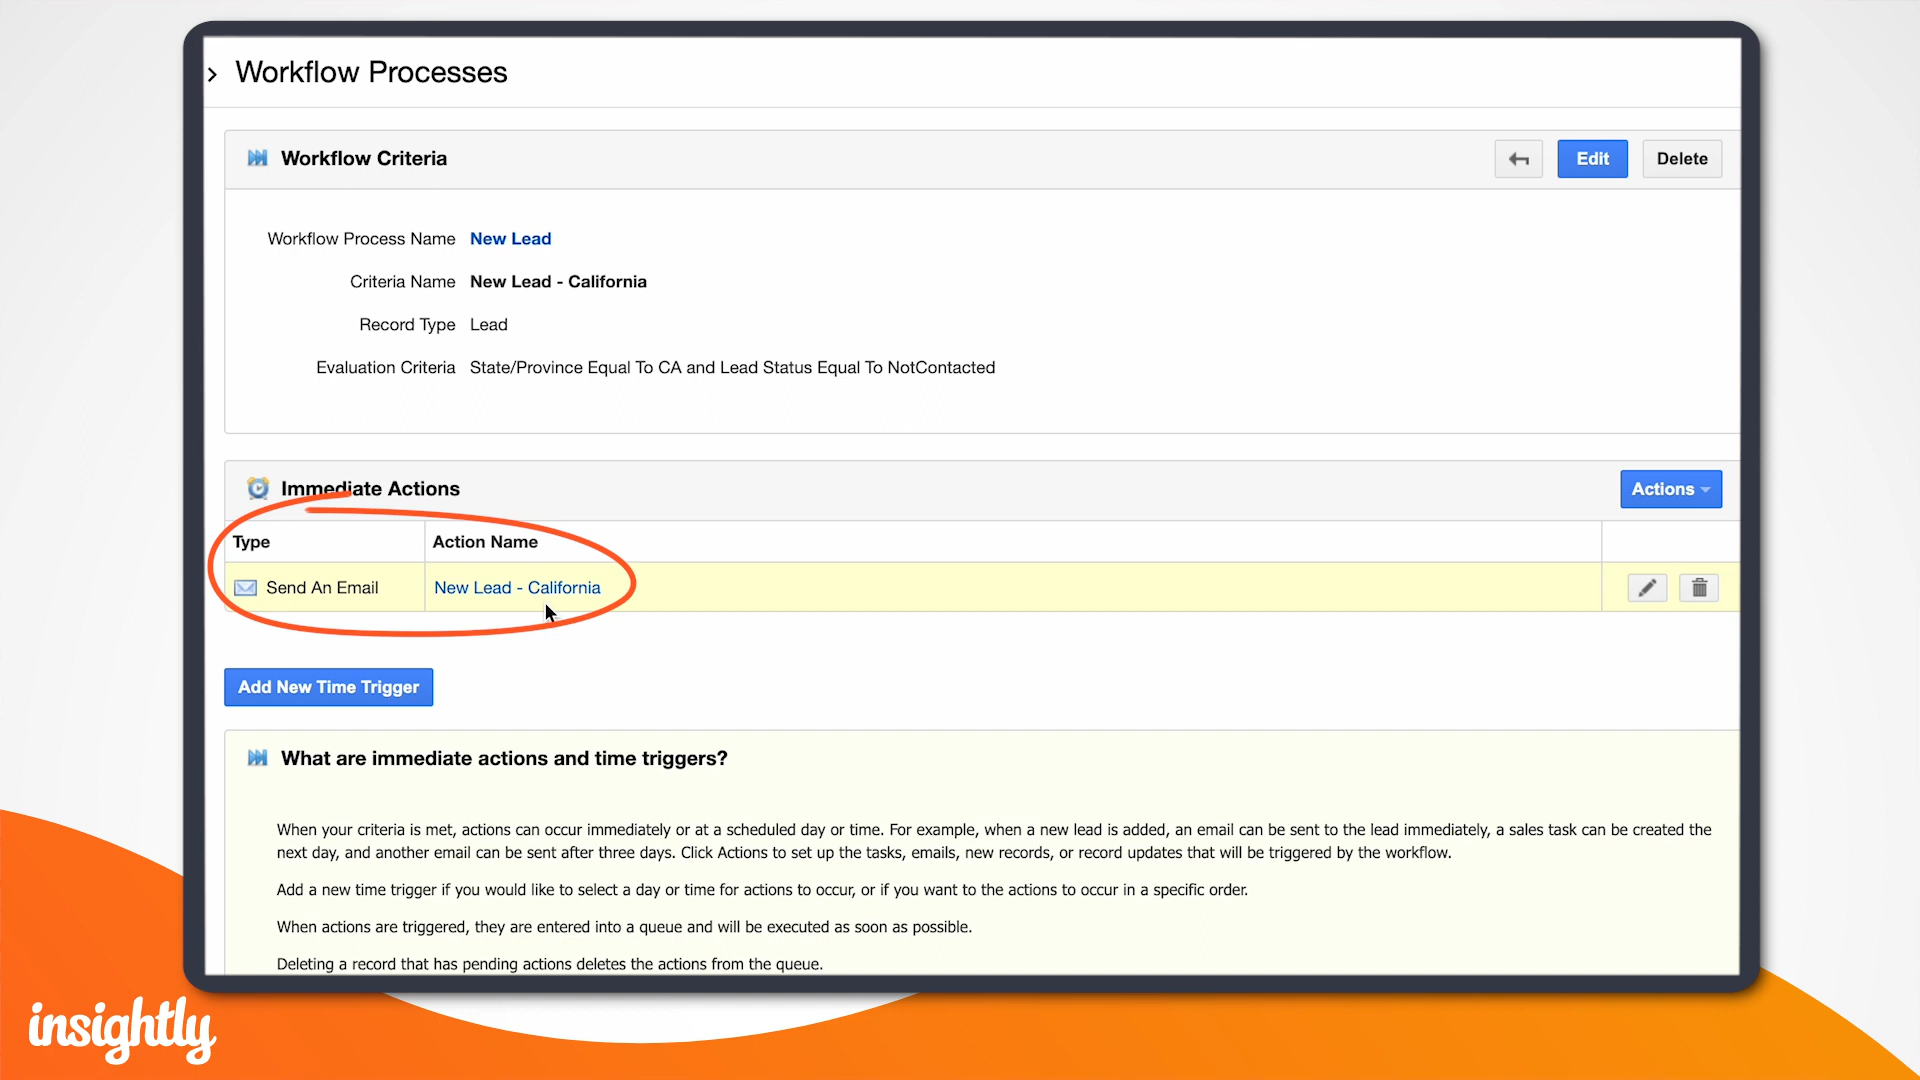 Workflow Processes
Workflow Criteria
Edit
Delete
Workflow Process Name New Lead
Criteria Name New Lead - California
Record Type Lead
Evaluation Criteria State/Province Equal To CA and Lead Status Equal To NotContacted
Immediate Actions
Actions
Type Action Name
Send An Email New Lead - California
Add New Time Trigger
What are immediate actions and time triggers?
When your criteria is met, actions can occur immediately or at a scheduled day or time. For example, when a new lead is added, an email can be sent to the lead immediately, a sales task can be created the
next day, and another email can be sent after three days. Click Actions to set up the tasks, emails, new records, or record updates that will be triggered by the workflow.
Add a new time trigger if you would like to select a day or time for actions to occur, or if you want to the actions to occur in a specific order.
When actions are triggered, they are entered into a queue and will be executed as soon as possible.
Deleting a record that has pending actions deletes the actions from the queue.
insightly